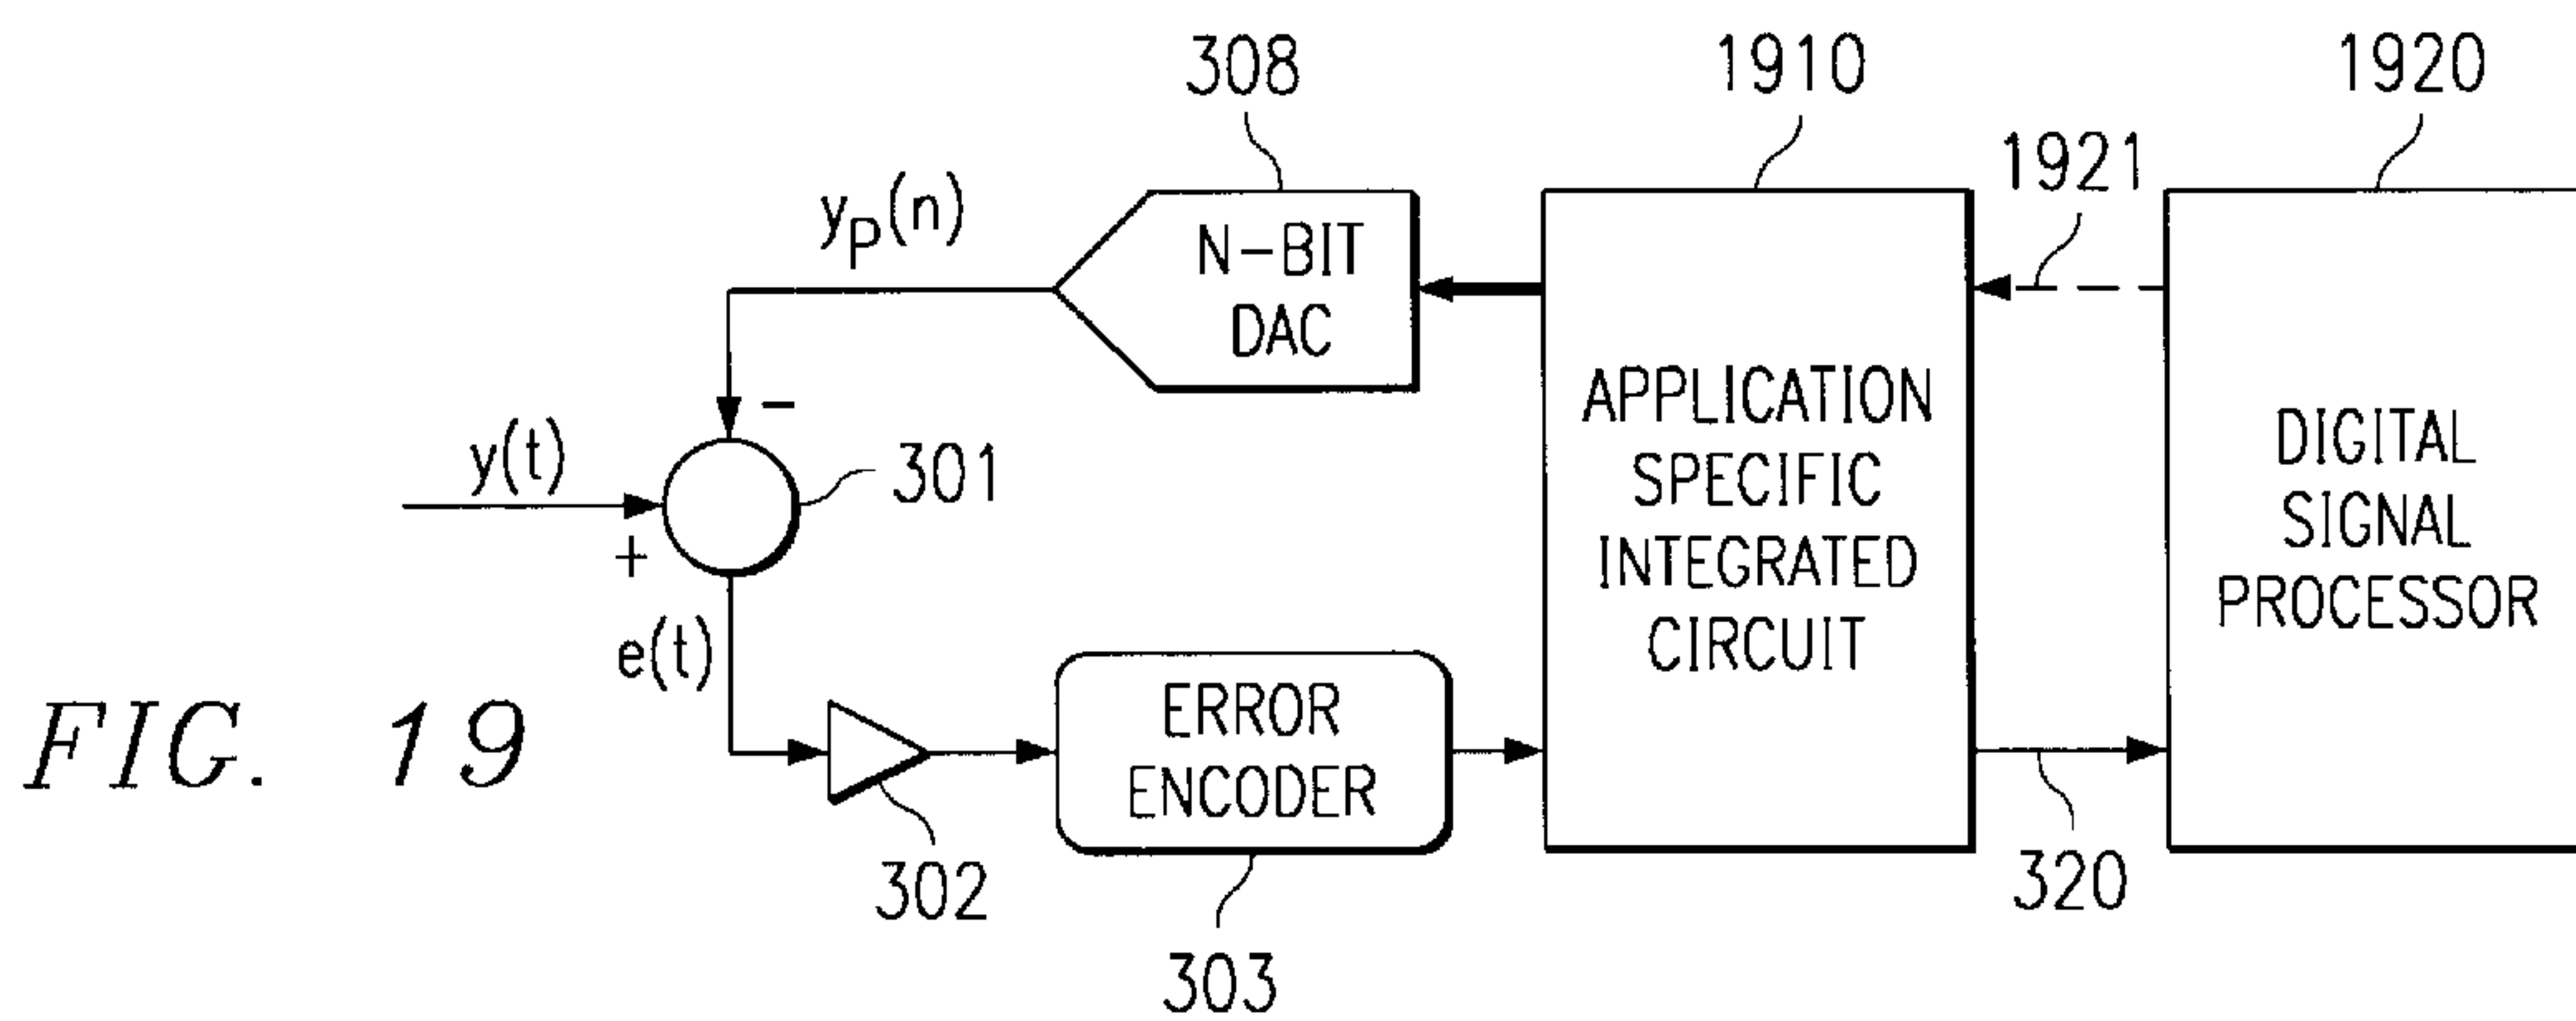 308
1910
1920
1921
yP(n)
N-BIT
DAC
−
y(t)
+
301
e(t)
APPLICATION
SPECIFIC
INTEGRATED
CIRCUIT
DIGITAL
SIGNAL
PROCESSOR
ERROR
ENCODER
302
303
320
FIG. 19